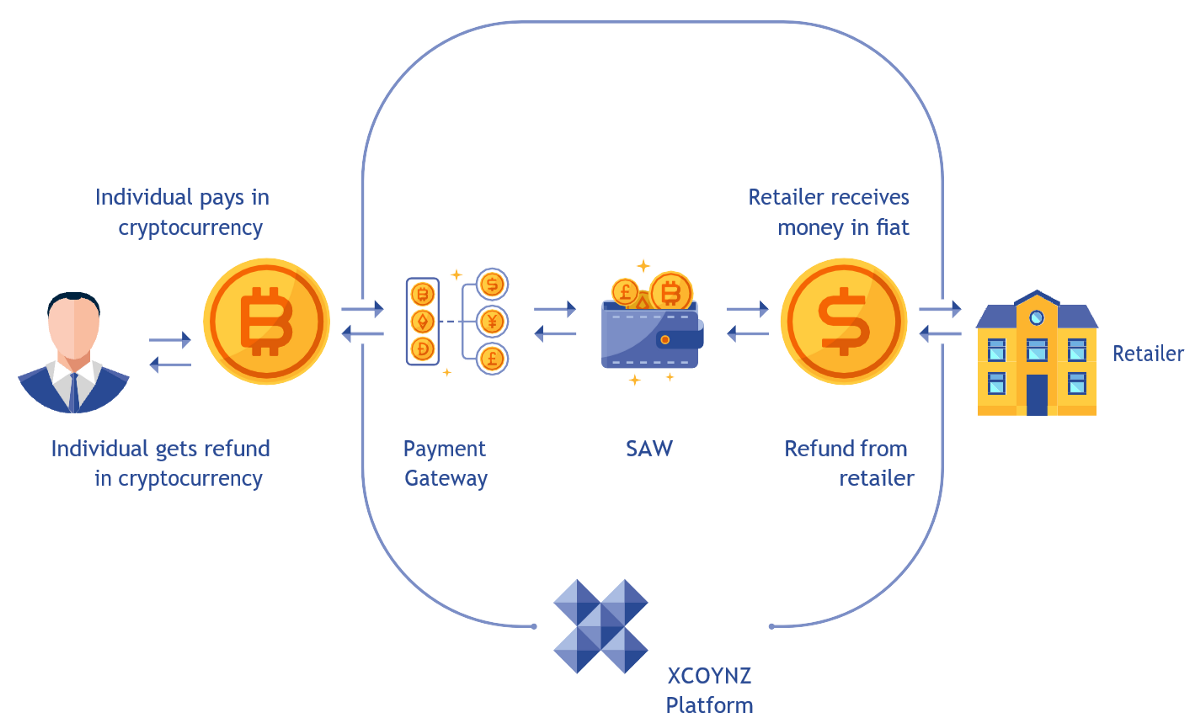 Individual pays in
cryptocurrency
Retailer receives
money in fiat
Retailer
Individual gets refund
in cryptocurrency
Payment
Gateway
SAW
Refund from
retailer
XCOYNZ
Platform